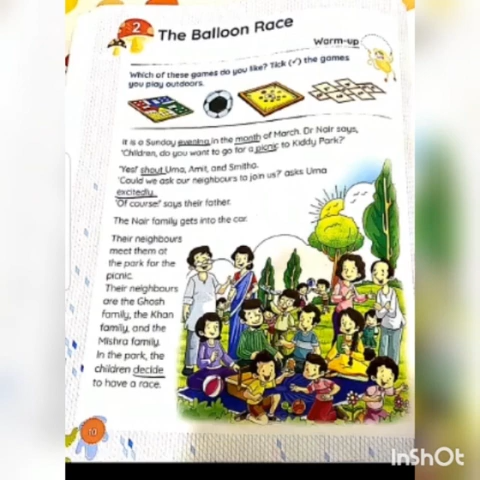 2
The Balloon Race
Warm-up
Which of these games do you like? Tick (✓) the games
you play outdoors.
It is a Sunday evening in the month of March. Dr Nair says,
'Children, do you want to go for a picnic to Kiddy Park?'
'Yes!' shout Uma, Amit, and Smitha.
'Could we ask our neighbours to join us?' asks Uma
excitedly.
'Of course!' says their father.
The Nair family gets into the car.
Their neighbours
meet them at
the park for the
picnic.
Their neighbours
are the Ghosh
family, the Khan
family, and the
Mishra family.
In the park, the
children decide
to have a race.
10
InShOt